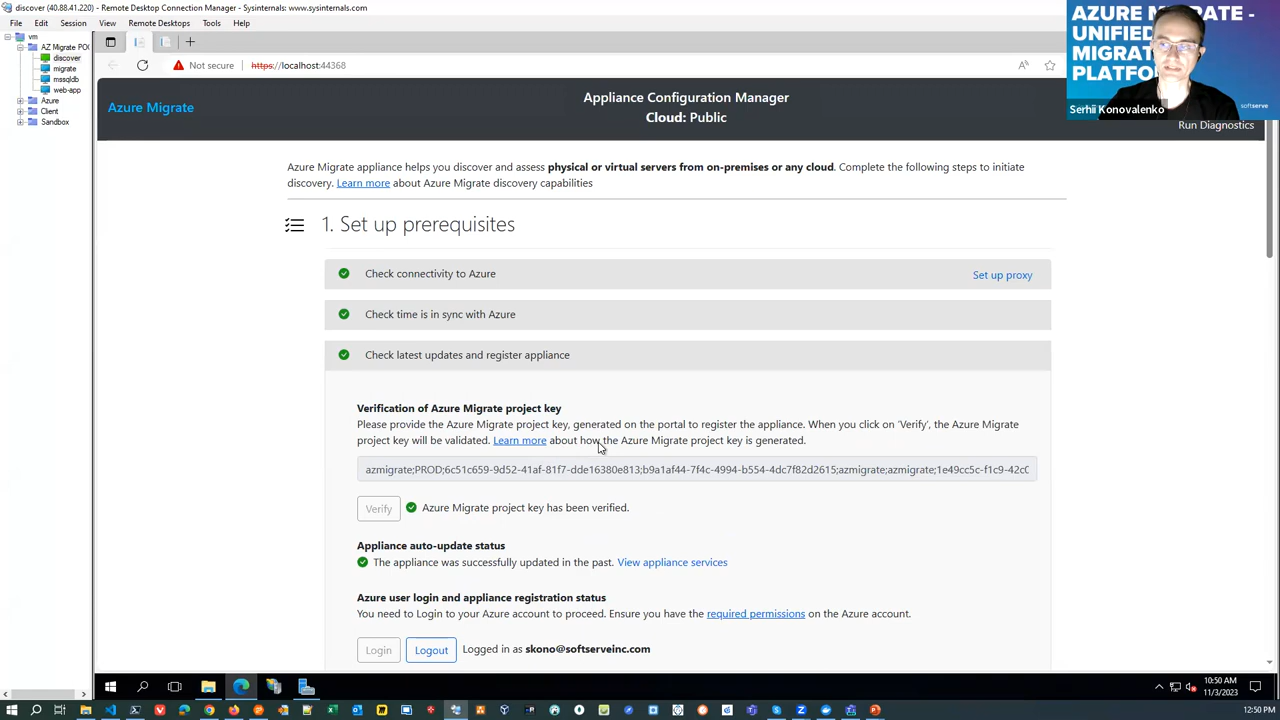 discover (40.88.41.220) - Remote Desktop Connection Manager - Sysinternals: www.sysinternals.com
File Edit Session View Remote Desktops Tools Help
vm
AZ Migrate POC
discover
migrate
mssqldb
web-app
Azure
Client
Sandbox
Not secure https://localhost:44368
AZURE MIGRATE -
UNIFIED
MIGRAT
PLATFO
Serhii Konovalenko
softserve
Azure Migrate
Appliance Configuration Manager
Cloud: Public
Run Diagnostics
Azure Migrate appliance helps you discover and assess physical or virtual servers from on-premises or any cloud. Complete the following steps to initiate
discovery. Learn more about Azure Migrate discovery capabilities
1. Set up prerequisites
Check connectivity to Azure
Set up proxy
Check time is in sync with Azure
Check latest updates and register appliance
Verification of Azure Migrate project key
Please provide the Azure Migrate project key, generated on the portal to register the appliance. When you click on 'Verify', the Azure Migrate
project key will be validated. Learn more about how the Azure Migrate project key is generated.
azmigrate;PROD;6c51c659-9d52-41af-81f7-dde16380e813;b9a1af44-7f4c-4994-b554-4dc7f82d2615;azmigrate;azmigrate;1e49cc5c-f1c9-42c0
Verify Azure Migrate project key has been verified.
Appliance auto-update status
The appliance was successfully updated in the past. View appliance services
Azure user login and appliance registration status
You need to Login to your Azure account to proceed. Ensure you have the required permissions on the Azure account.
Login Logout Logged in as skono@softserveinc.com
10:50 AM
11/3/2023
12:50 PM